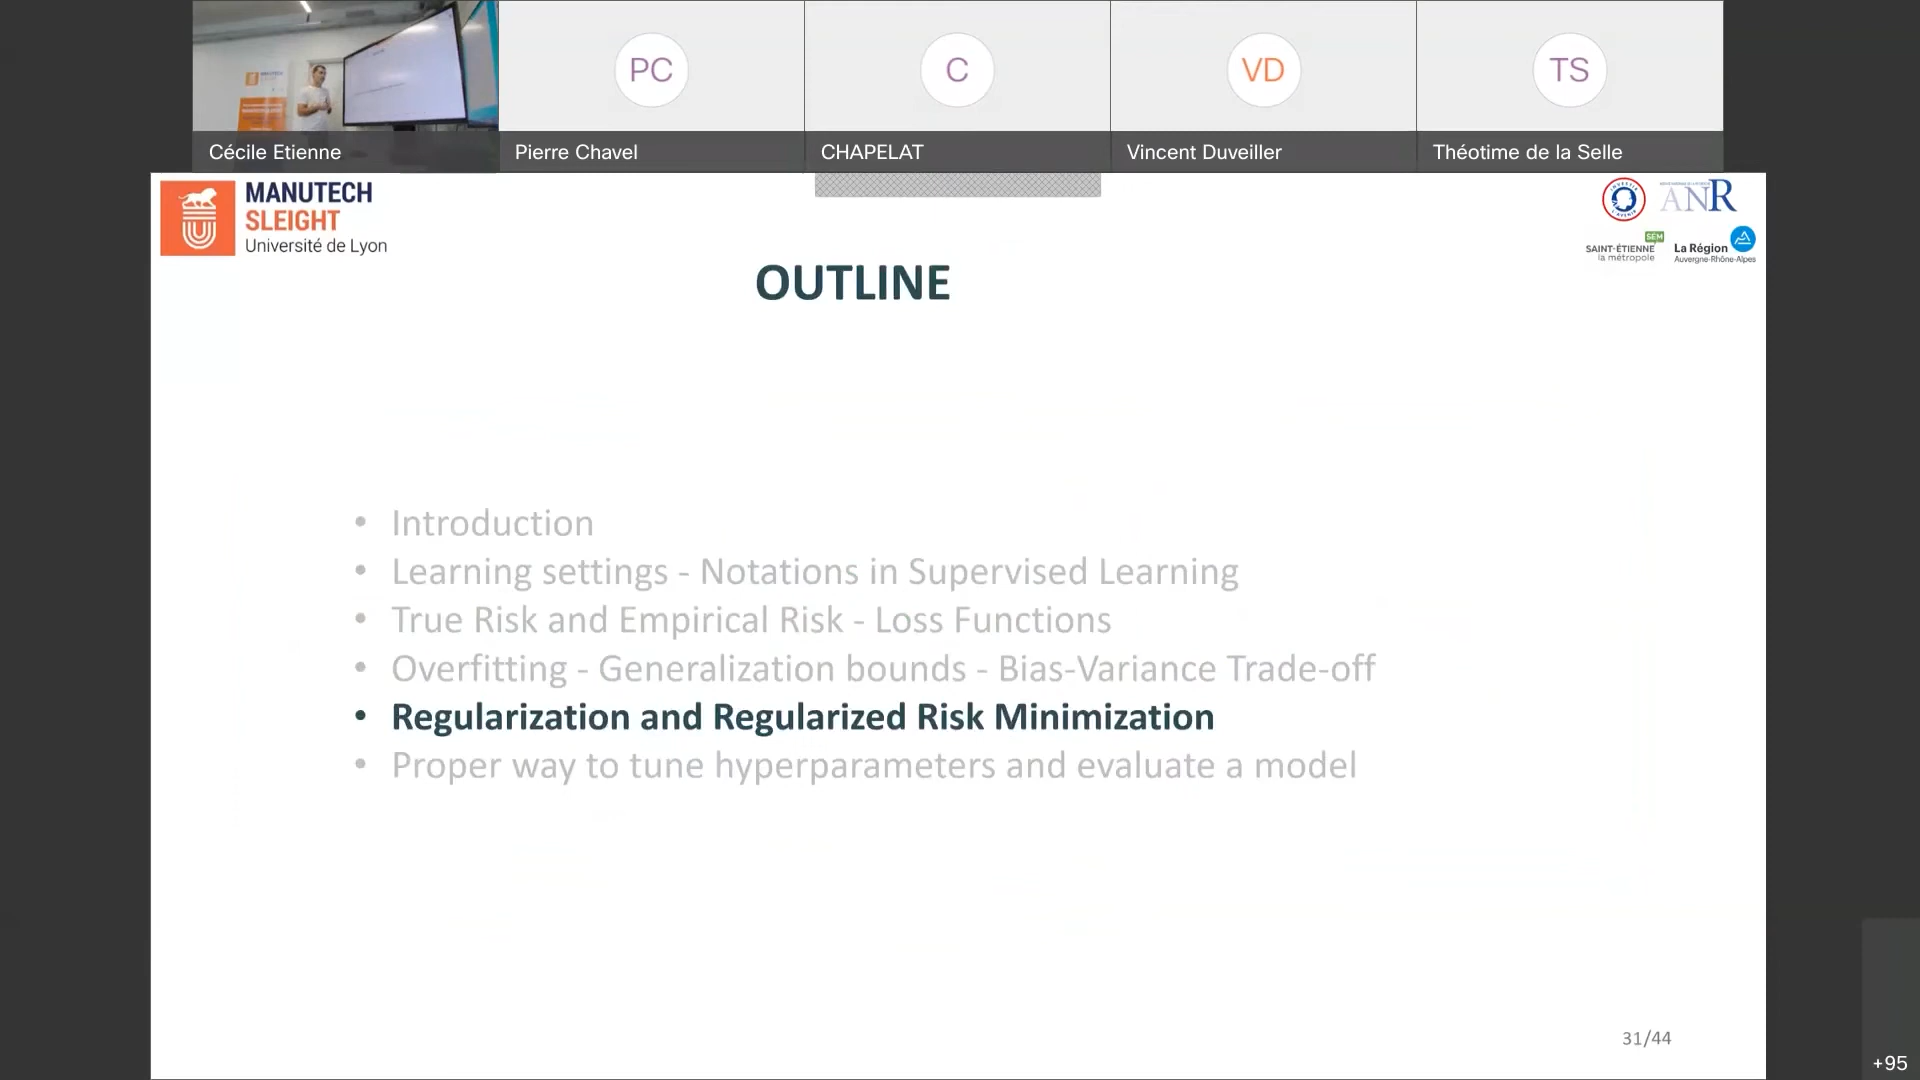 PC
C
VD
TS
Cécile Etienne
Pierre Chavel
CHAPELAT
Vincent Duveiller
Théotime de la Selle
MANUTECH
SLEIGHT
Université de Lyon
ANR
SAINT-ÉTIENNE
la métropole
SEM
La Région
Auvergne-Rhône-Alpes
OUTLINE
• Introduction
• Learning settings - Notations in Supervised Learning
• True Risk and Empirical Risk - Loss Functions
• Overfitting - Generalization bounds - Bias-Variance Trade-off
• Regularization and Regularized Risk Minimization
• Proper way to tune hyperparameters and evaluate a model
31/44
+95